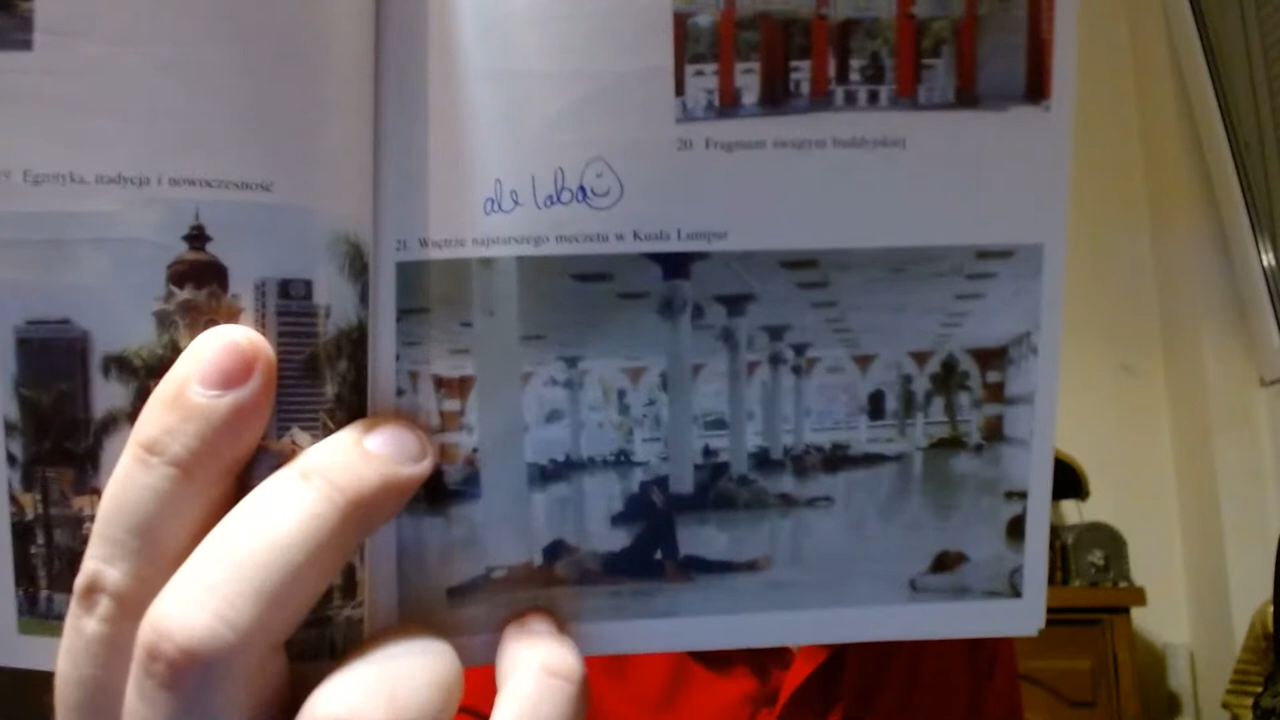 19. Egzotyka, tradycja i nowoczesność
20. Fragment świątyni buddyjskiej
ale laba
21. Wnętrze najstarszego meczetu w Kuala Lumpur